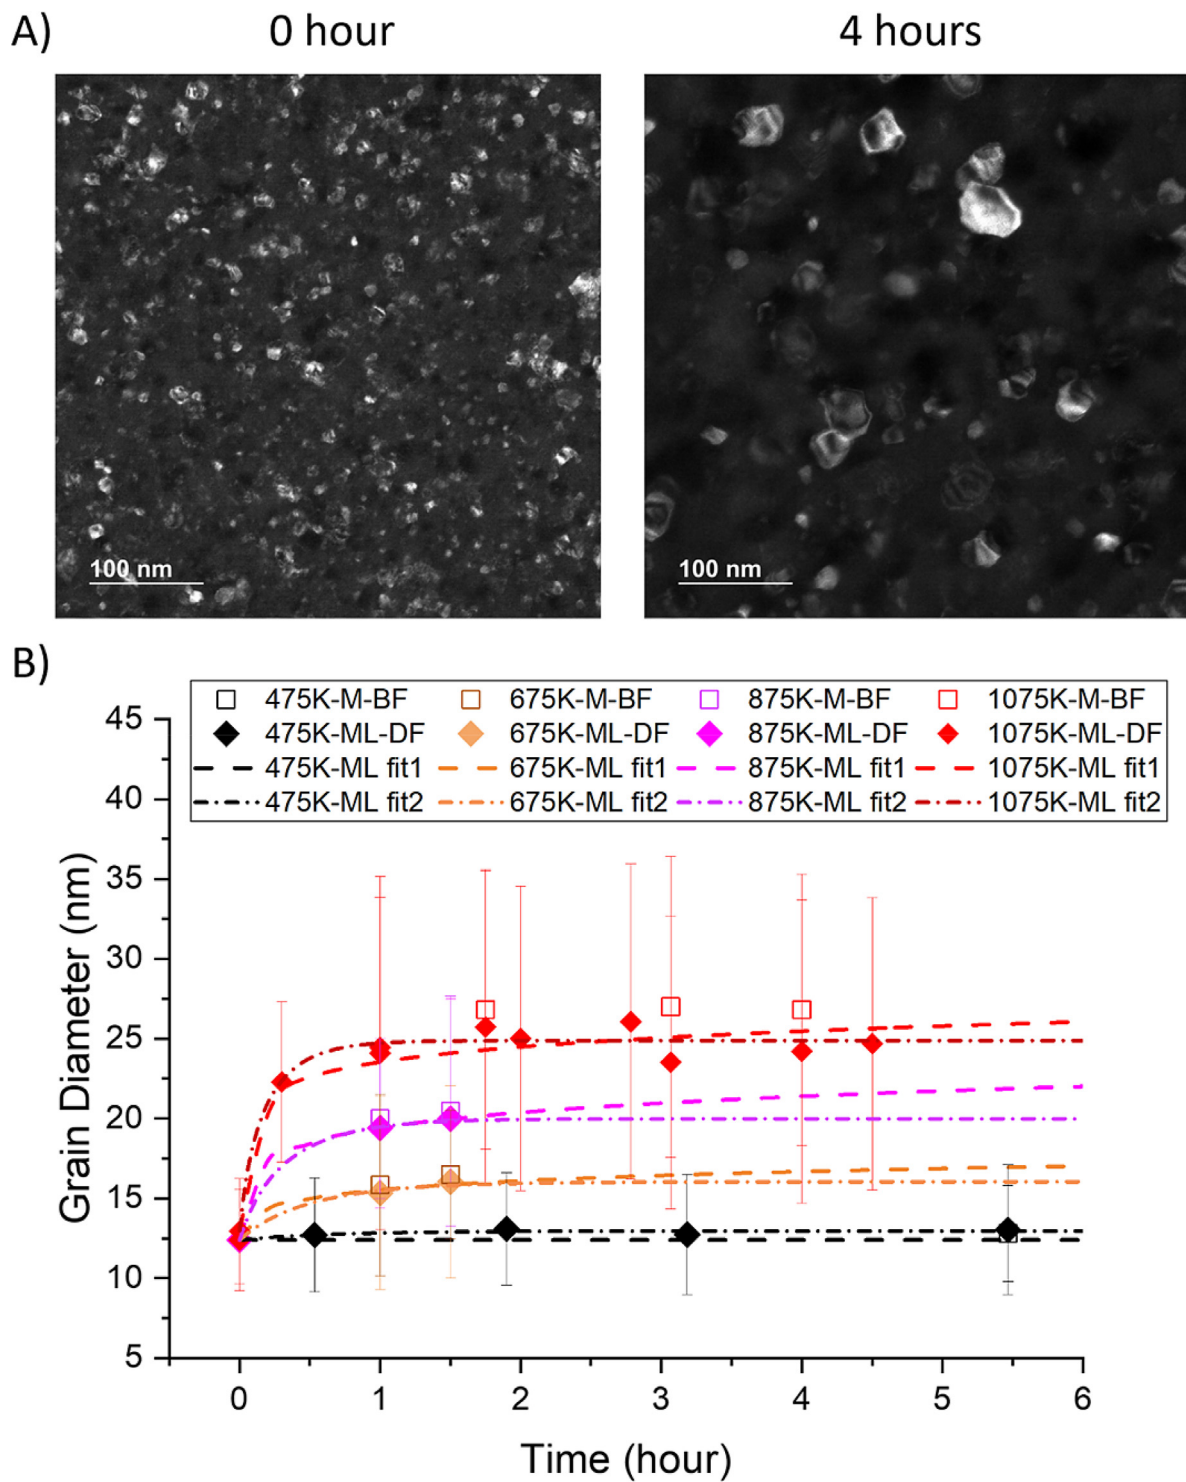 A)
0 hour
4 hours
100 nm
100 nm
B)
475K-M-BF 675K-M-BF 875K-M-BF 1075K-M-BF
475K-ML-DF 675K-ML-DF 875K-ML-DF 1075K-ML-DF
475K-ML fit1 675K-ML fit1 875K-ML fit1 1075K-ML fit1
475K-ML fit2 675K-ML fit2 875K-ML fit2 1075K-ML fit2
45
40
35
30
25
20
15
10
5
Grain Diameter (nm)
0 1 2 3 4 5 6
Time (hour)